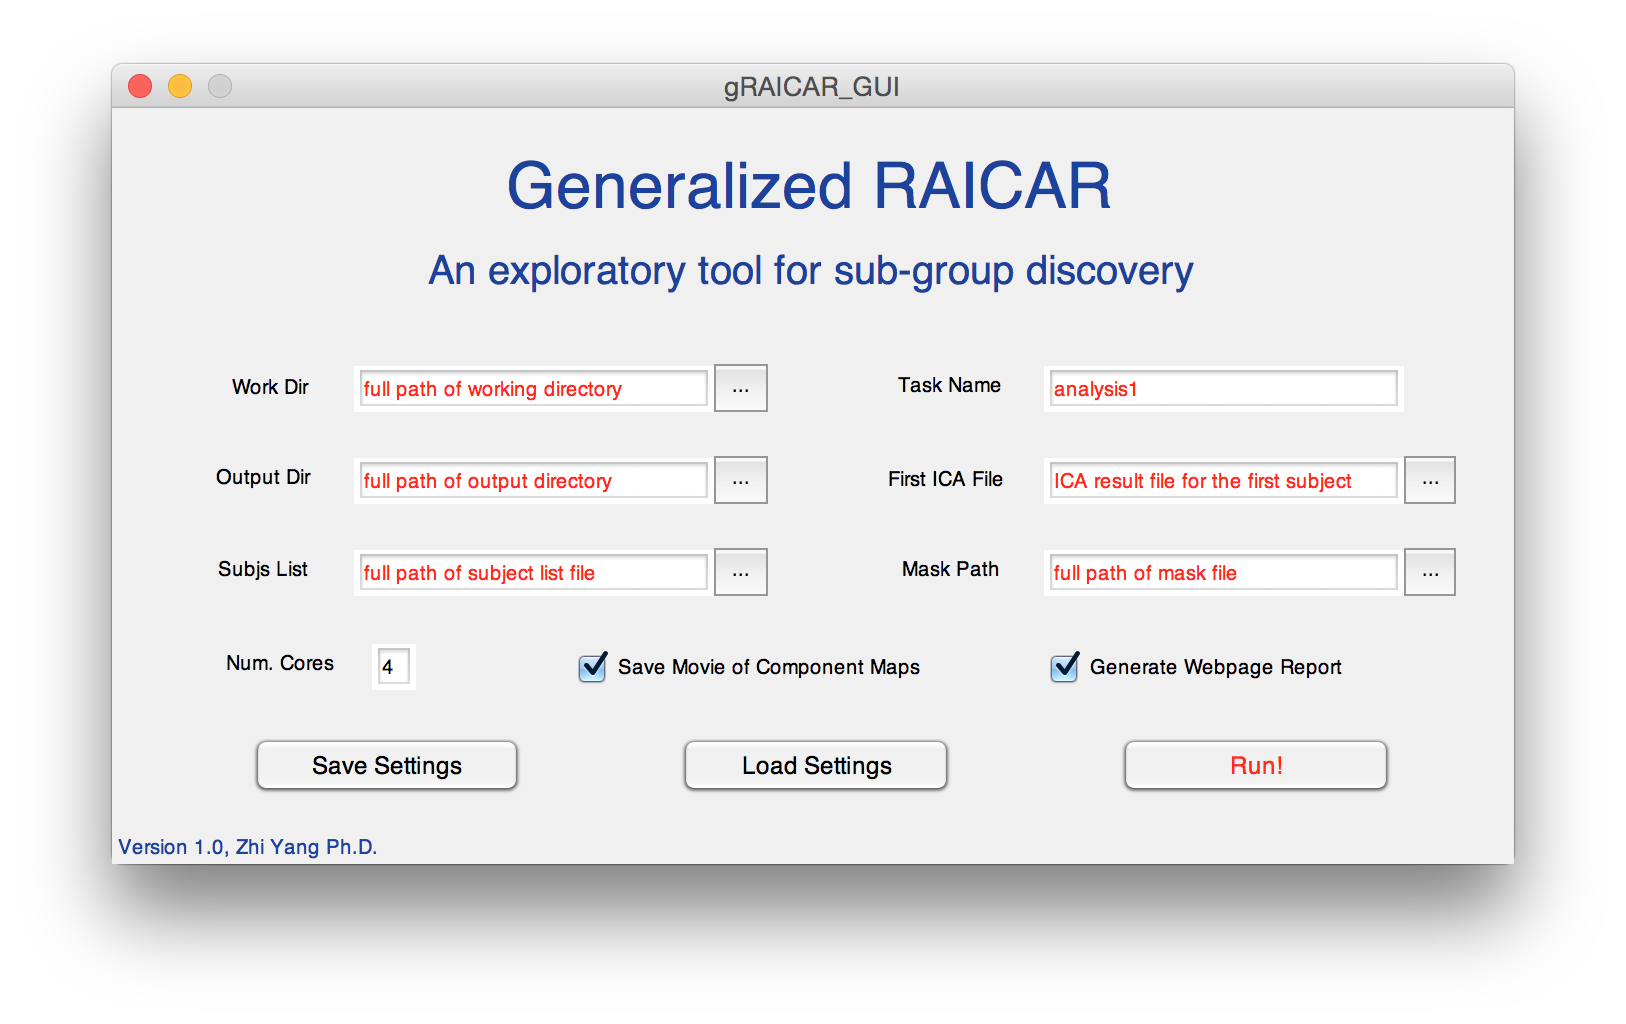 gRAICAR_GUI
Generalized RAICAR
An exploratory tool for sub-group discovery
Work Dir full path of working directory ... Task Name analysis1
Output Dir full path of output directory ... First ICA File ICA result file for the first subject ...
Subjs List full path of subject list file ... Mask Path full path of mask file ...
Num. Cores 4 Save Movie of Component Maps Generate Webpage Report
Save Settings Load Settings Run!
Version 1.0, Zhi Yang Ph.D.